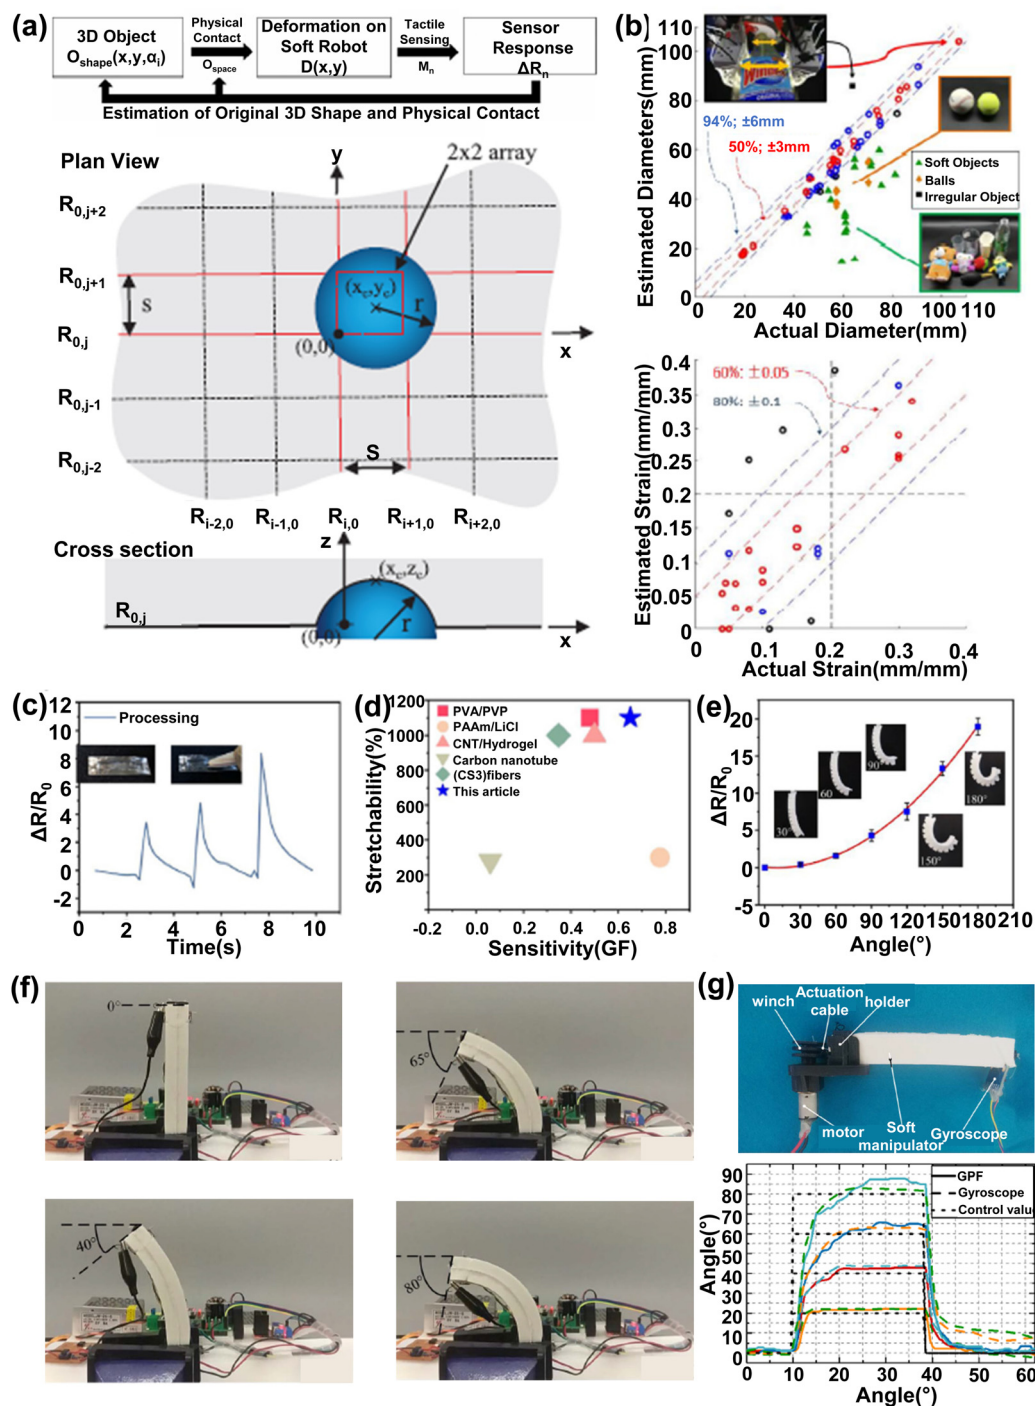 (a)
3D Object
O_shape(x,y,α_i)
Physical
Contact
O_space
Deformation on
Soft Robot
D(x,y)
Tactile
Sensing
M_n
Sensor
Response
ΔR_n
Estimation of Original 3D Shape and Physical Contact
Plan View
y
2x2 array
R_0,j+2
R_0,j+1
S
(x_c,y_c)
r
R_0,j
(0,0)
x
R_0,j-1
R_0,j-2
S
R_i-2,0
R_i-1,0
R_i,0
R_i+1,0
R_i+2,0
Cross section
z
(x_c,z_c)
R_0,j
r
(0,0)
x
(b)
Estimated Diameters(mm)
110
100
80
60
40
20
0
94%; ±6mm
50%; ±3mm
Soft Objects
Balls
Irregular Object
0 20 40 60 80 100 110
Actual Diameter(mm)
Estimated Strain(mm/mm)
0.4
0.35
0.30
0.25
0.2
0.15
0.1
0.05
0
60%: ±0.05
80%: ±0.1
0.1 0.2 0.3 0.4
Actual Strain(mm/mm)
(c)
ΔR/R_0
12
10
8
6
4
2
0
-2
Processing
0 2 4 6 8 10
Time(s)
(d)
Stretchability(%)
1200
1000
800
600
400
200
PVA/PVP
PAAm/LiCl
CNT/Hydrogel
Carbon nanotube
(CS3)fibers
This article
-0.2 0.0 0.2 0.4 0.6 0.8
Sensitivity(GF)
(e)
ΔR/R_0
20
15
10
5
0
-5
30°
60
90
150°
180°
0 30 60 90 120 150 180 210
Angle(°)
(f)
0°
65°
40°
80°
(g)
winch
Actuation
cable
holder
motor
Soft
manipulator
Gyroscope
Angle(°)
90
80
70
60
50
40
30
20
10
0
GPF
Gyroscope
Control value
0 10 20 30 40 50 60
Angle(°)